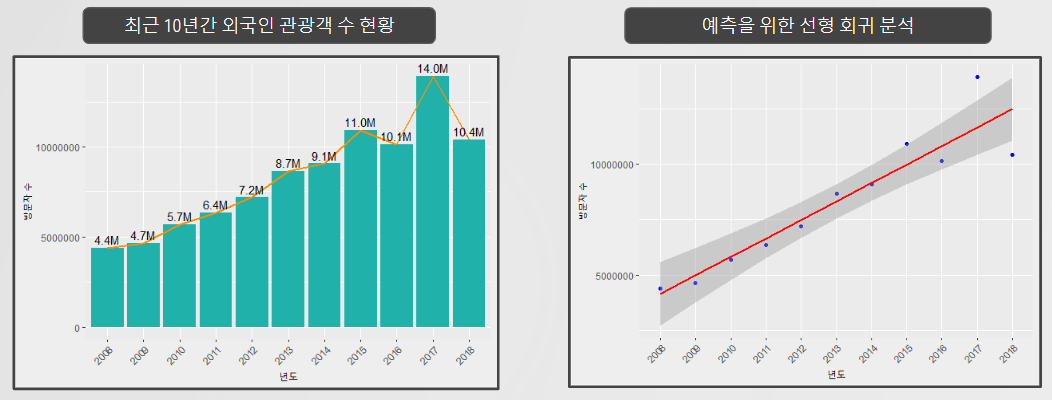 최근 10년간 외국인 관광객 수 현황
예측을 위한 선형 회귀 분석
14.0M
11.0M
10.4M
10.1M
9.1M
8.7M
7.2M
6.4M
5.7M
4.7M
4.4M
10000000
5000000
0
방문자 수
2008 2009 2010 2011 2012 2013 2014 2015 2016 2017 2018
년도
10000000
5000000
방문자 수
2008 2009 2010 2011 2012 2013 2014 2015 2016 2017 2018
년도